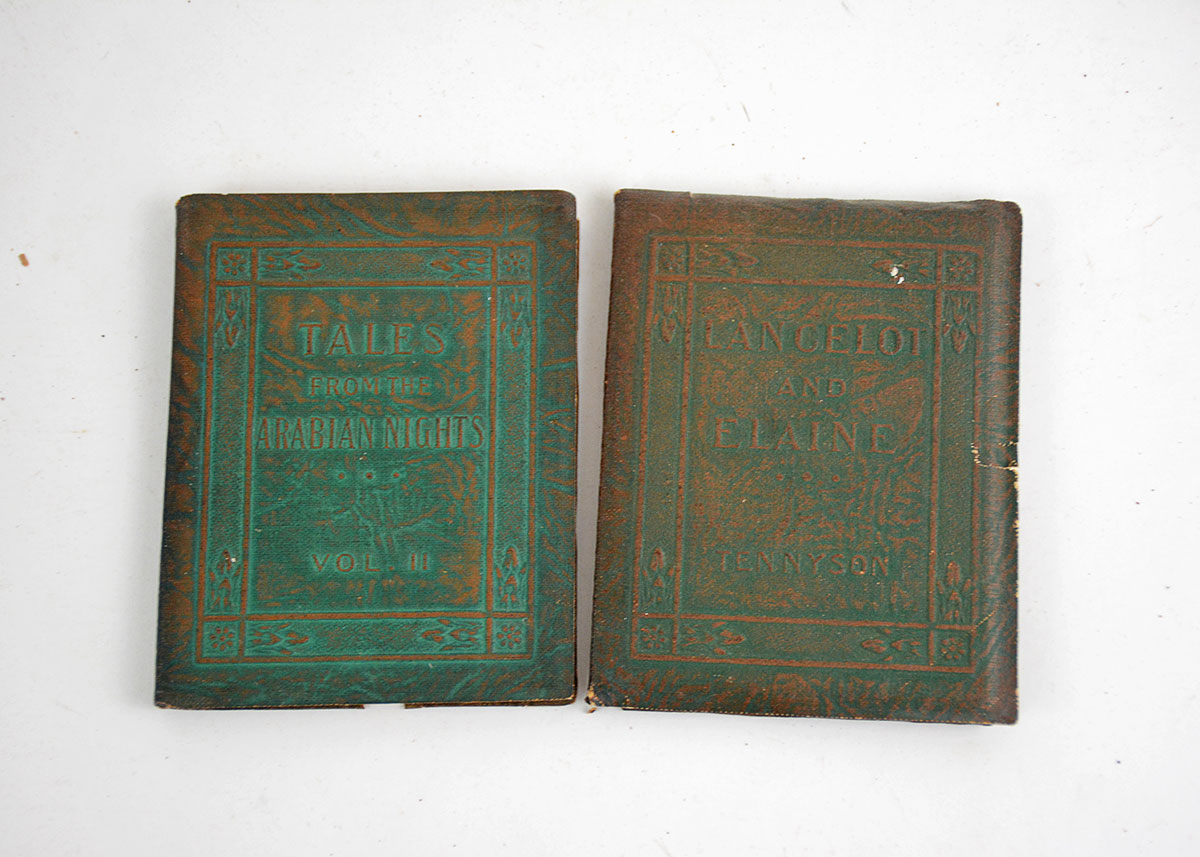 TALES
FROM THE
ARABIAN NIGHTS
VOL. II
LANCELOT
AND
ELAINE
TENNYSON